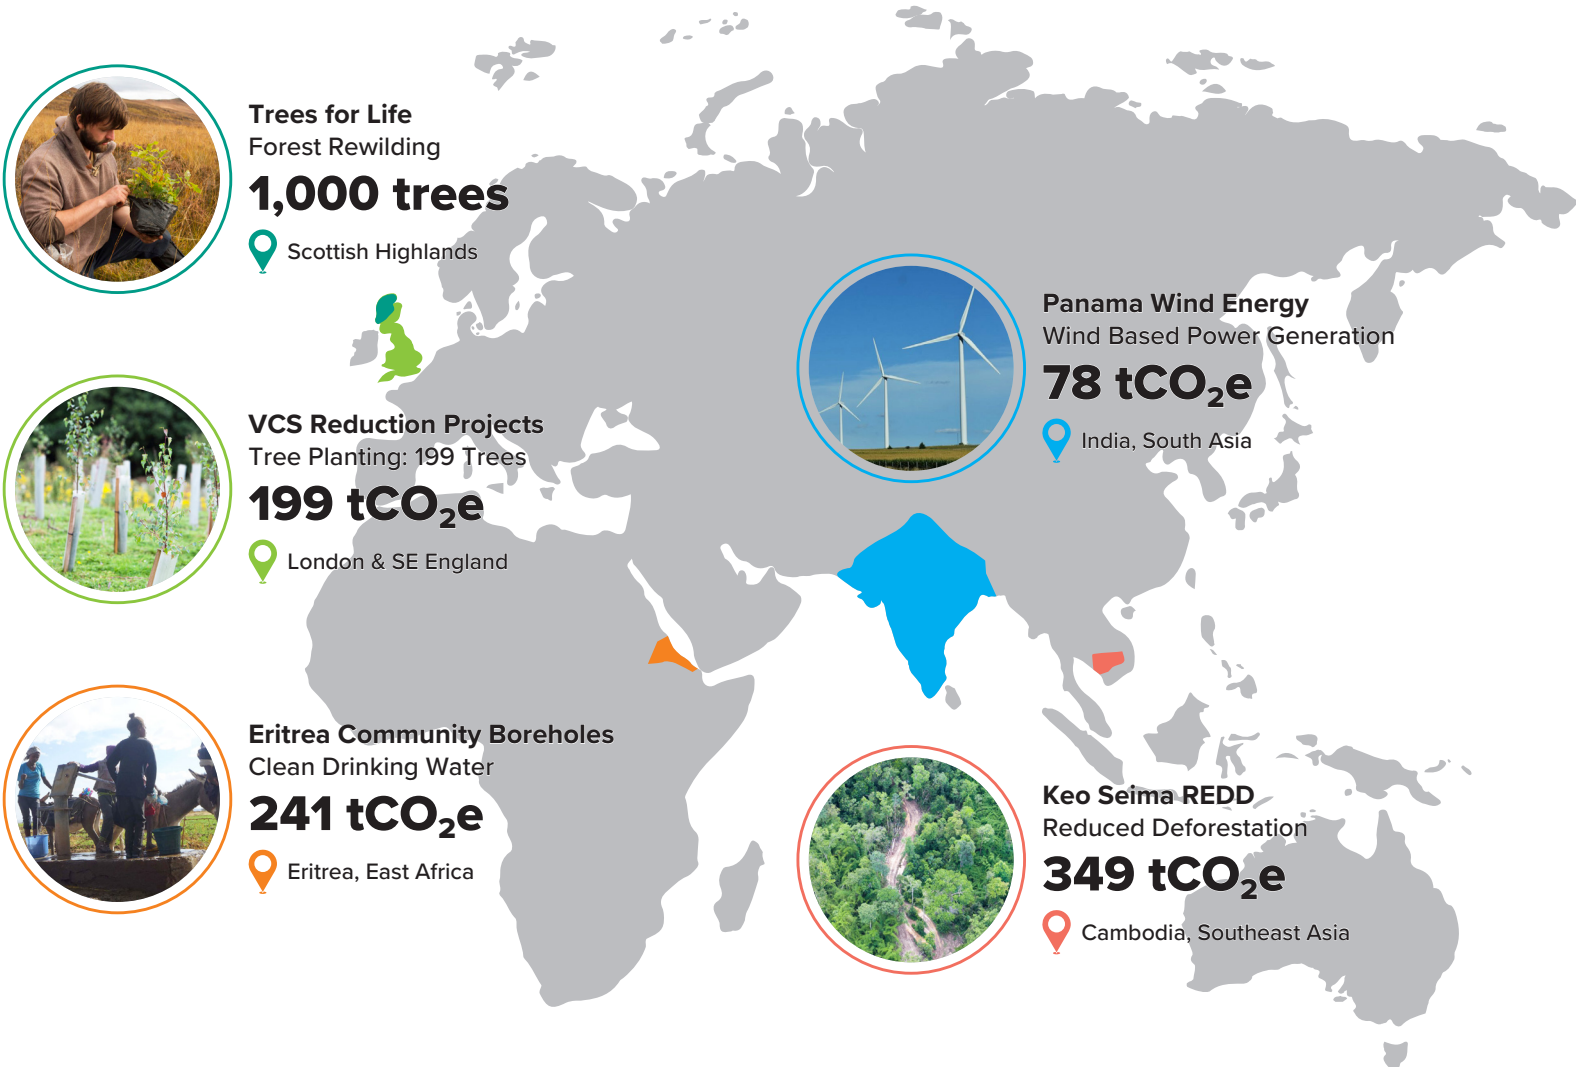 Trees for Life
Forest Rewilding
1,000 trees
Scottish Highlands
VCS Reduction Projects
Tree Planting: 199 Trees
199 tCO₂e
London & SE England
Eritrea Community Boreholes
Clean Drinking Water
241 tCO₂e
Eritrea, East Africa
Panama Wind Energy
Wind Based Power Generation
78 tCO₂e
India, South Asia
Keo Seima REDD
Reduced Deforestation
349 tCO₂e
Cambodia, Southeast Asia